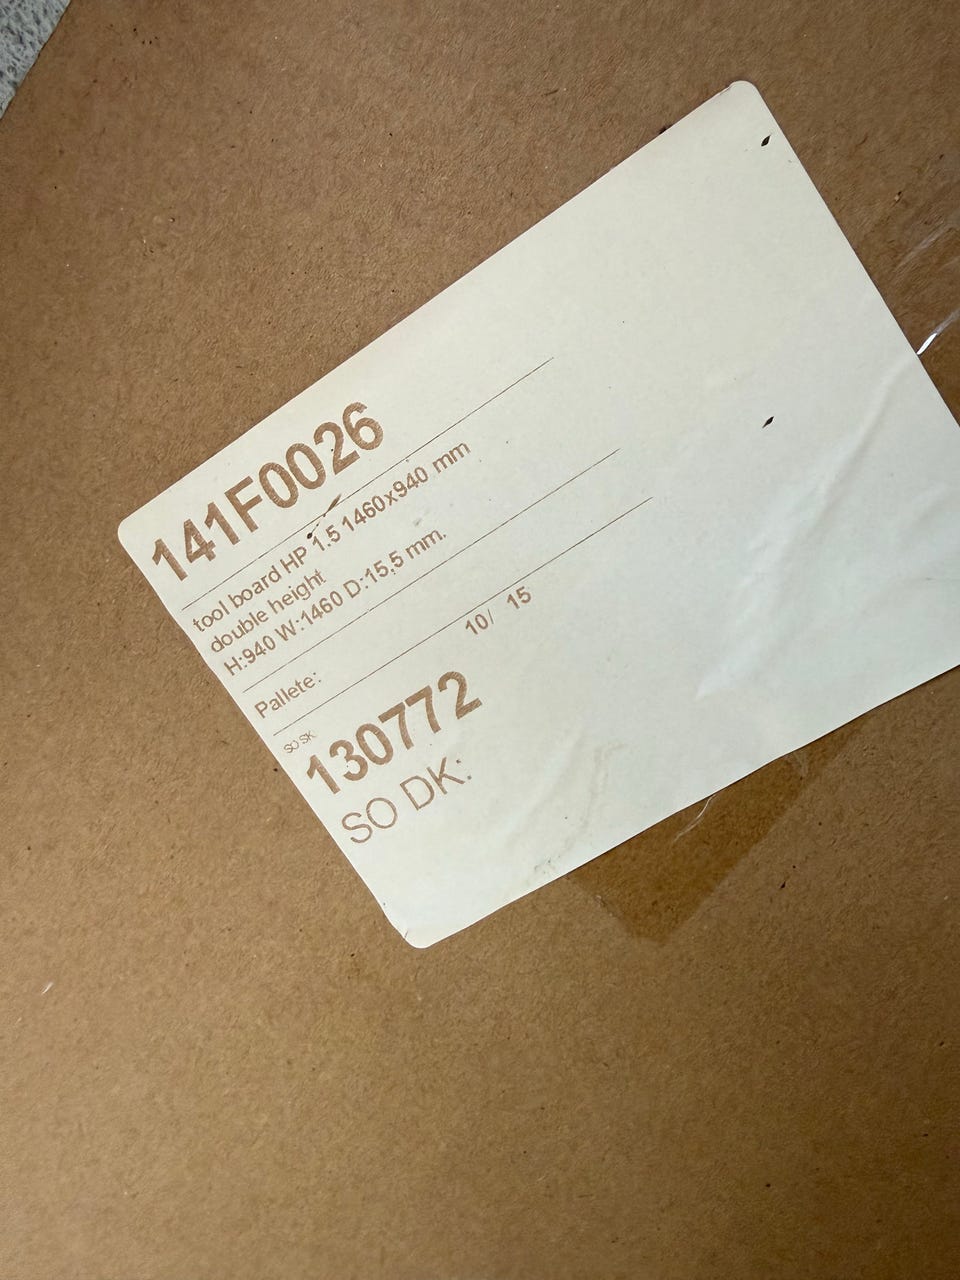 141F0026
tool board HP 1.5 1460x940 mm
double height
H:940 W:1460 D:15,5 mm.
Pallete:
10/ 15
SO SK
130772
SO DK: